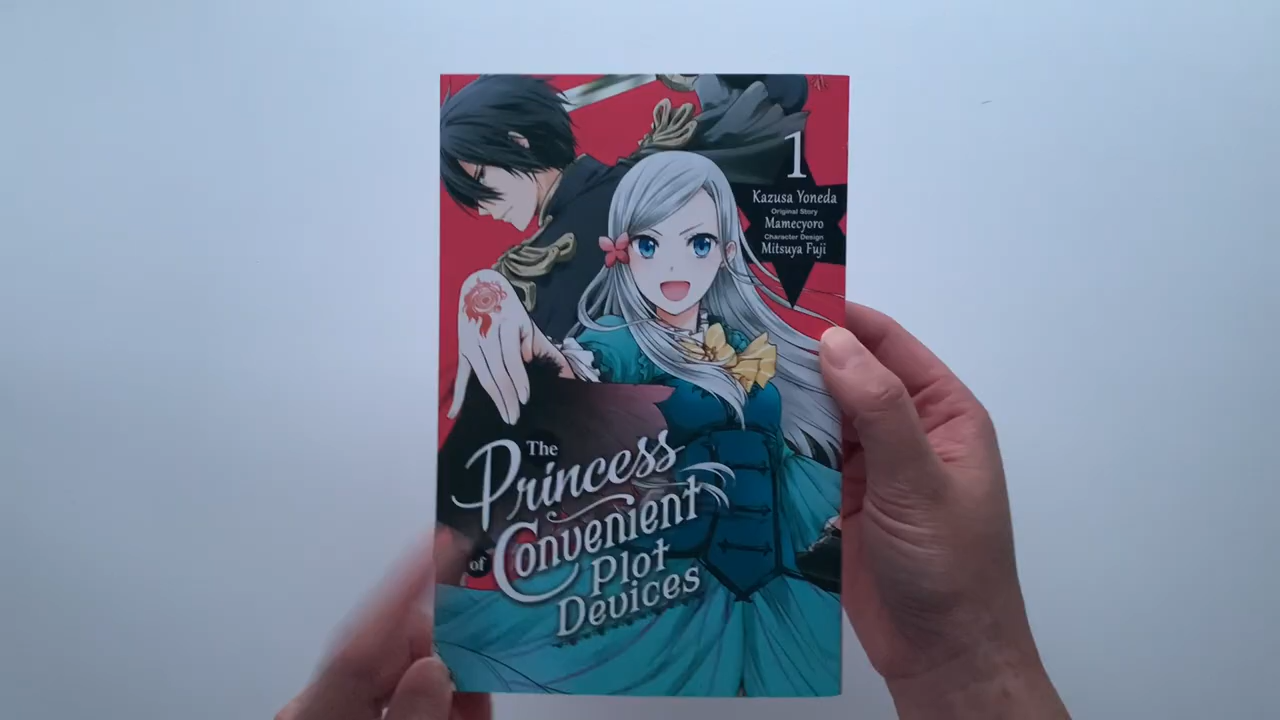 1
Kazusa Yoneda
Original Story
Mamecyoro
Character Design
Mitsuya Fuji
The
Princess
of Convenient
Plot
Devices